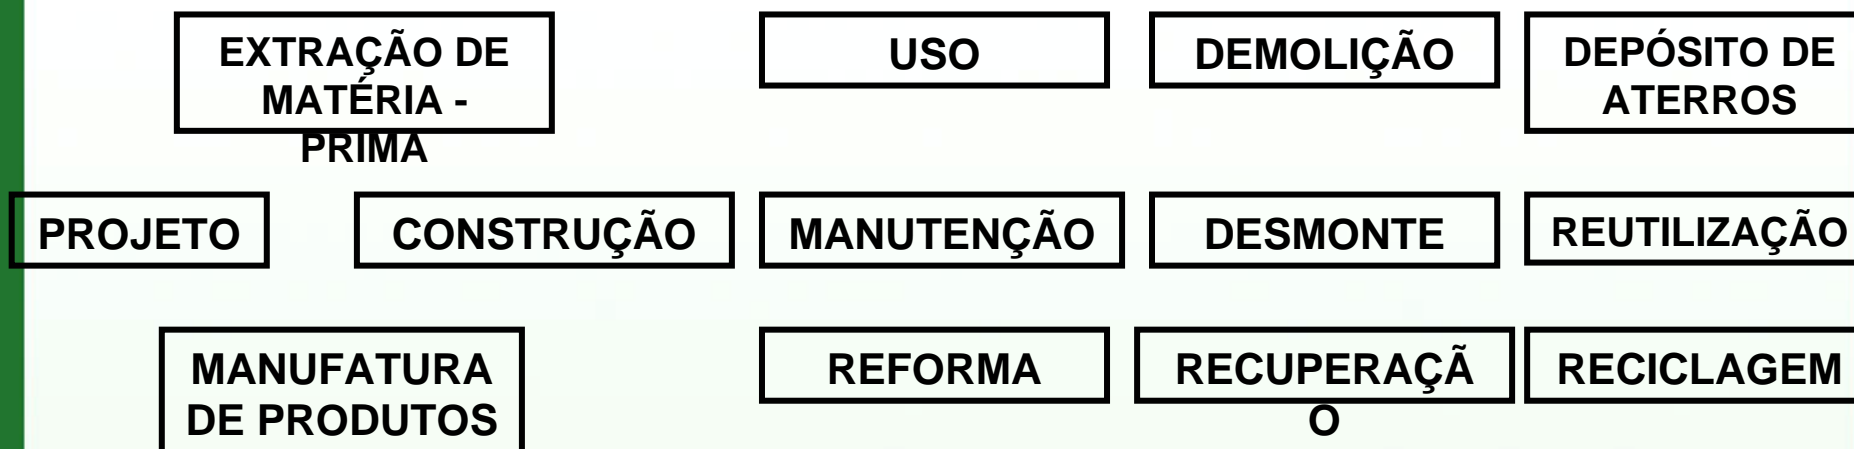 EXTRAÇÃO DE
MATÉRIA -
PRIMA
USO
DEMOLIÇÃO
DEPÓSITO DE
ATERROS
PROJETO
CONSTRUÇÃO
MANUTENÇÃO
DESMONTE
REUTILIZAÇÃO
MANUFATURA
DE PRODUTOS
REFORMA
RECUPERAÇÃ
O
RECICLAGEM